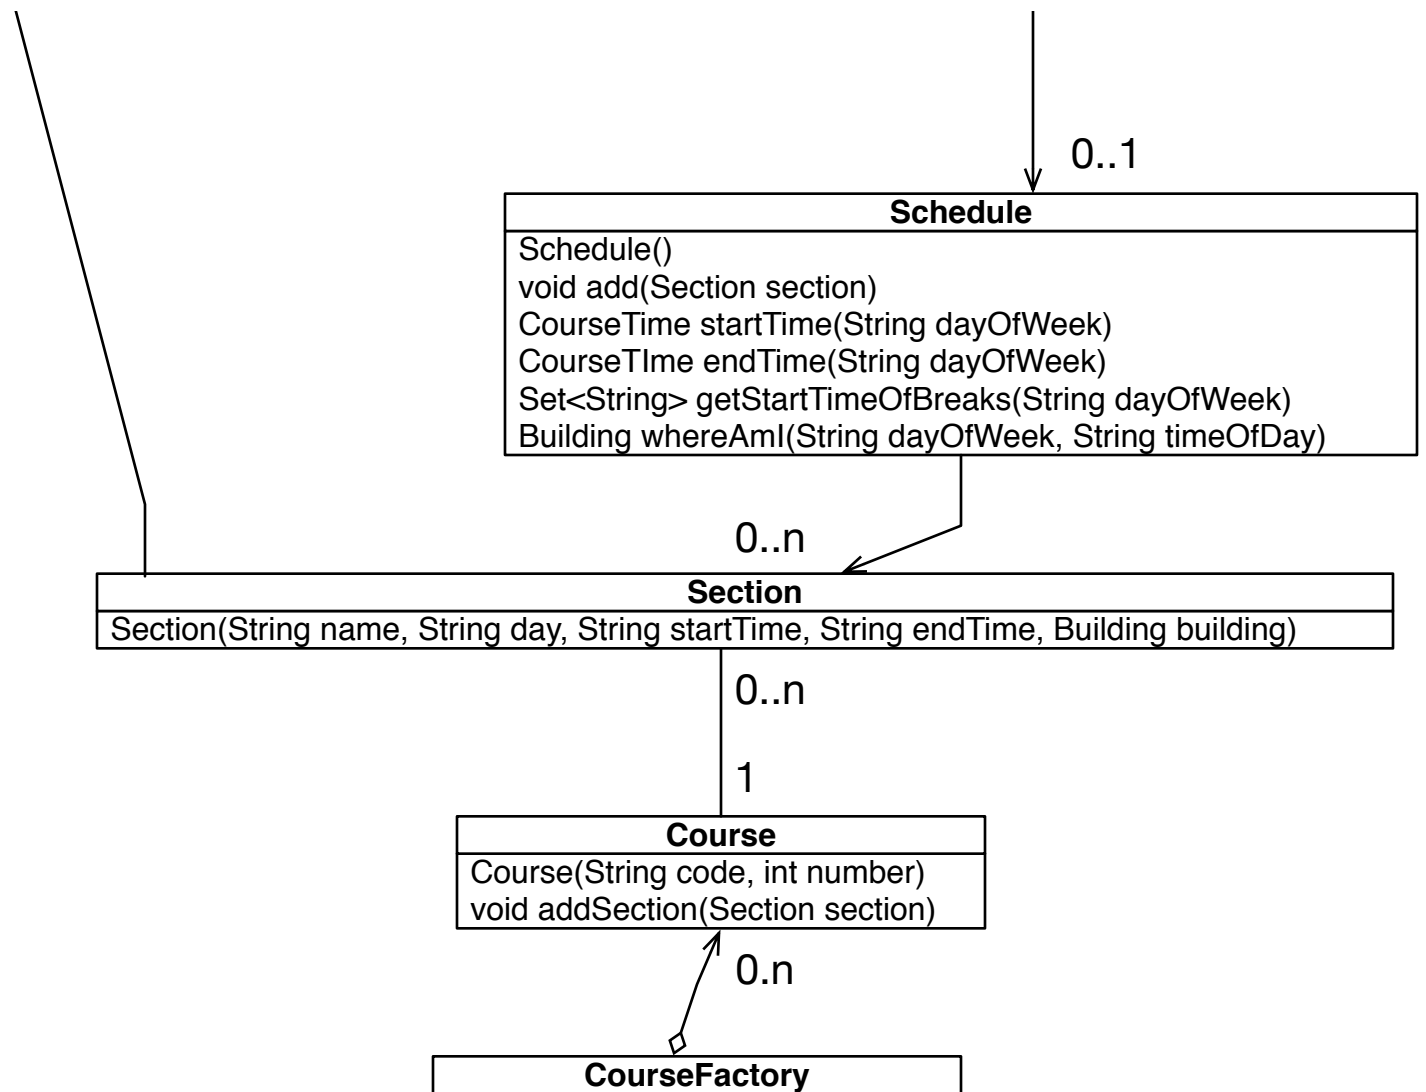 0..1
Schedule
Schedule()
void add(Section section)
CourseTime startTime(String dayOfWeek)
CourseTIme endTime(String dayOfWeek)
Set<String> getStartTimeOfBreaks(String dayOfWeek)
Building whereAmI(String dayOfWeek, String timeOfDay)
0..n
Section
Section(String name, String day, String startTime, String endTime, Building building)
0..n
1
Course
Course(String code, int number)
void addSection(Section section)
0.n
CourseFactory